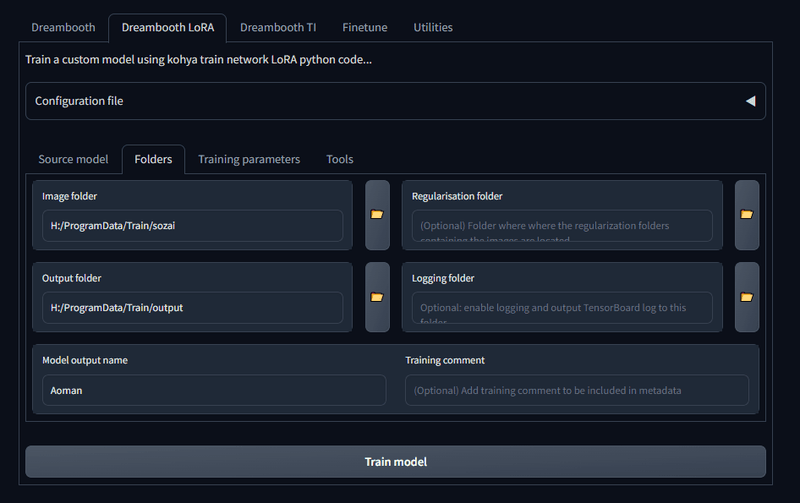 Dreambooth Dreambooth LoRA Dreambooth TI Finetune Utilities
Train a custom model using kohya train network LoRA python code...
Configuration file
Source model Folders Training parameters Tools
Image folder
H:/ProgramData/Train/sozai
Regularisation folder
(Optional) Folder where where the regularization folders
containing the images are located
Output folder
H:/ProgramData/Train/output
Logging folder
Optional: enable logging and output TensorBoard log to this
folder
Model output name
Aoman
Training comment
(Optional) Add training comment to be included in metadata
Train model